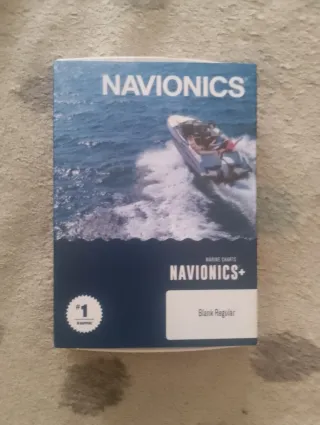 NAVIONICS®
MARINE CHARTS
NAVIONICS+
#1
Blank Regular